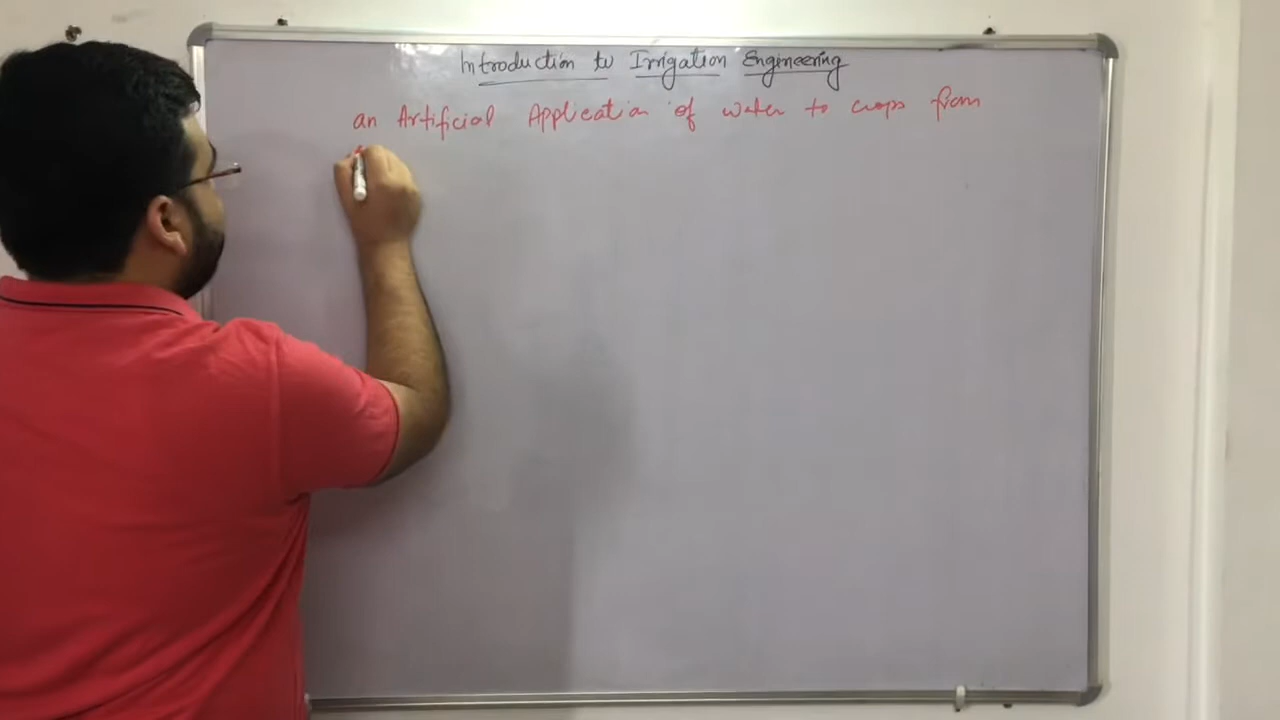 Introduction to Irrigation Engineering
an Artificial Application of water to crops from